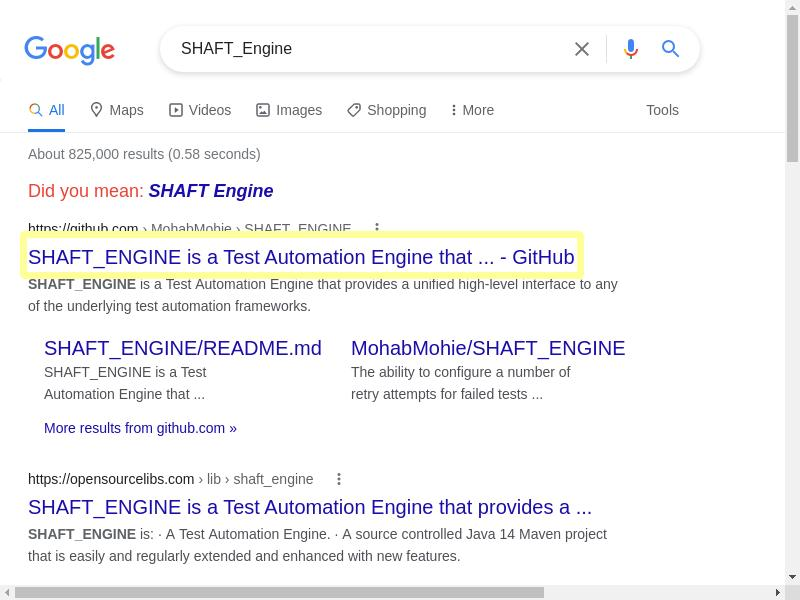 Google
SHAFT_Engine
All Maps Videos Images Shopping More Tools
About 825,000 results (0.58 seconds)
Did you mean: SHAFT Engine
https://github.com › MohabMohie › SHAFT_ENGINE
SHAFT_ENGINE is a Test Automation Engine that ... - GitHub
SHAFT_ENGINE is a Test Automation Engine that provides a unified high-level interface to any
of the underlying test automation frameworks.
SHAFT_ENGINE/README.md
SHAFT_ENGINE is a Test
Automation Engine that ...
MohabMohie/SHAFT_ENGINE
The ability to configure a number of
retry attempts for failed tests ...
More results from github.com »
https://opensourcelibs.com › lib › shaft_engine
SHAFT_ENGINE is a Test Automation Engine that provides a ...
SHAFT_ENGINE is: · A Test Automation Engine. · A source controlled Java 14 Maven project
that is easily and regularly extended and enhanced with new features.